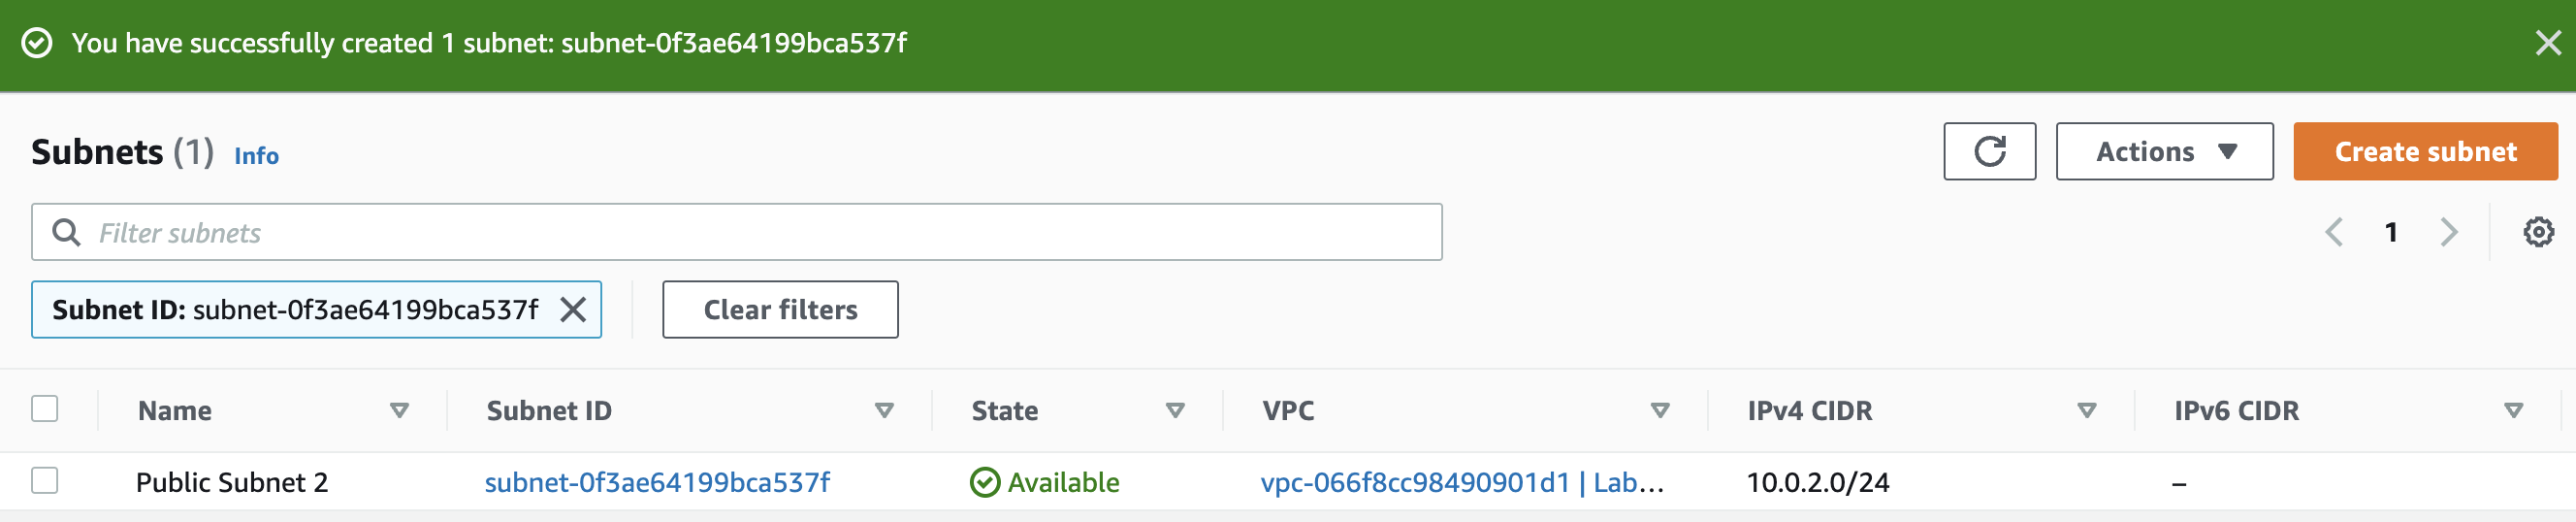 You have successfully created 1 subnet: subnet-0f3ae64199bca537f
Subnets (1) Info
Actions
Create subnet
Filter subnets
1
Subnet ID: subnet-0f3ae64199bca537f
Clear filters
Name Subnet ID State VPC IPv4 CIDR IPv6 CIDR
Public Subnet 2 subnet-0f3ae64199bca537f Available vpc-066f8cc98490901d1 | Lab... 10.0.2.0/24 –